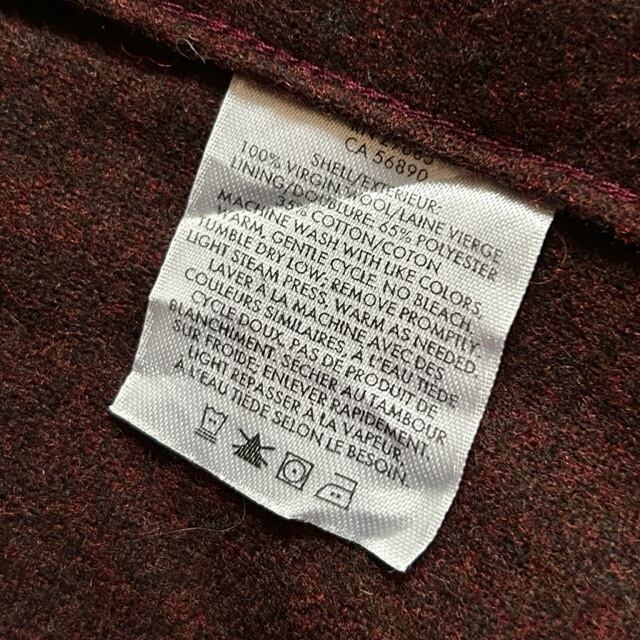 CA 56890
SHELL/EXTÉRIEUR:
100% VIRGIN WOOL/LAINE VIERGE
LINING/DOUBLURE- 65% POLYESTER
35% COTTON/COTON
MACHINE WASH WITH LIKE COLORS,
WARM, GENTLE CYCLE. NO BLEACH.
TUMBLE DRY LOW, REMOVE PROMPTLY.
LIGHT STEAM PRESS, WARM AS NEEDED.
LAVER À LA MACHINE AVEC DES
COULEURS SIMILAIRES, À L'EAU TIEDE
CYCLE DOUX. PAS DE PRODUIT DE
BLANCHIMENT. SÉCHER AU TAMBOUR
SUR FROIDE, ENLEVER RAPIDEMENT.
LIGHT REPASSER À LA VAPEUR,
À L'EAU TIEDE SELON LE BESOIN.